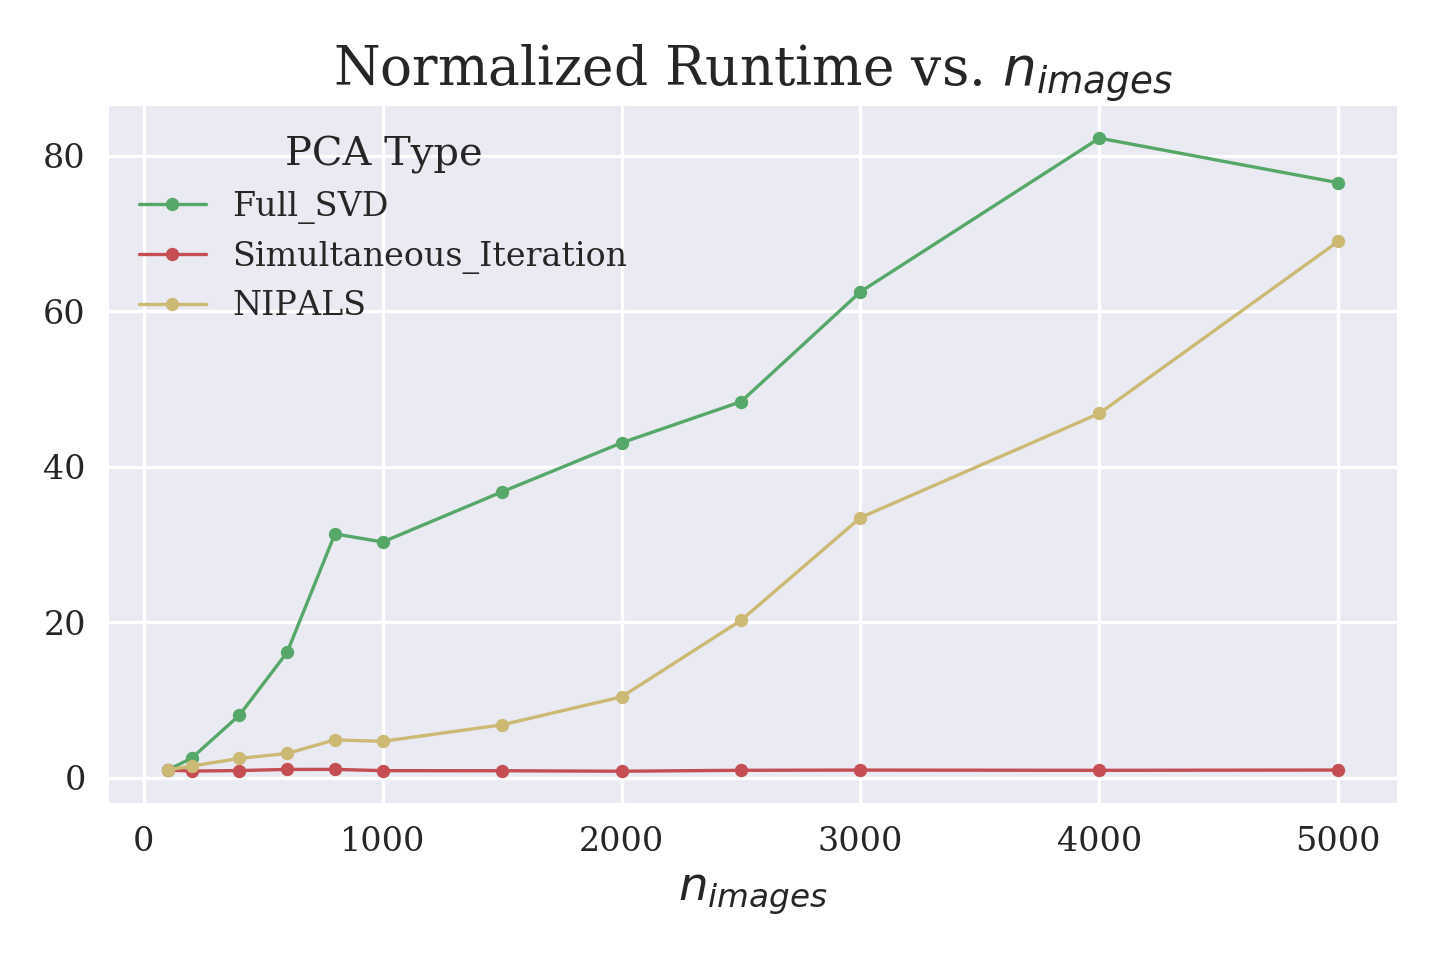 Normalized Runtime vs. n_images
PCA Type
Full_SVD
Simultaneous_Iteration
NIPALS
80
60
40
20
0
0 1000 2000 3000 4000 5000
n_images